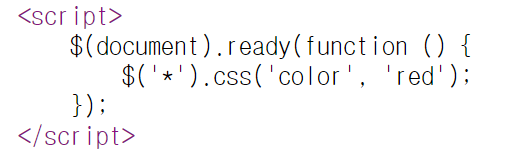 <script>
    $(document).ready(function () {
        $('*').css('color', 'red');
    });
</script>